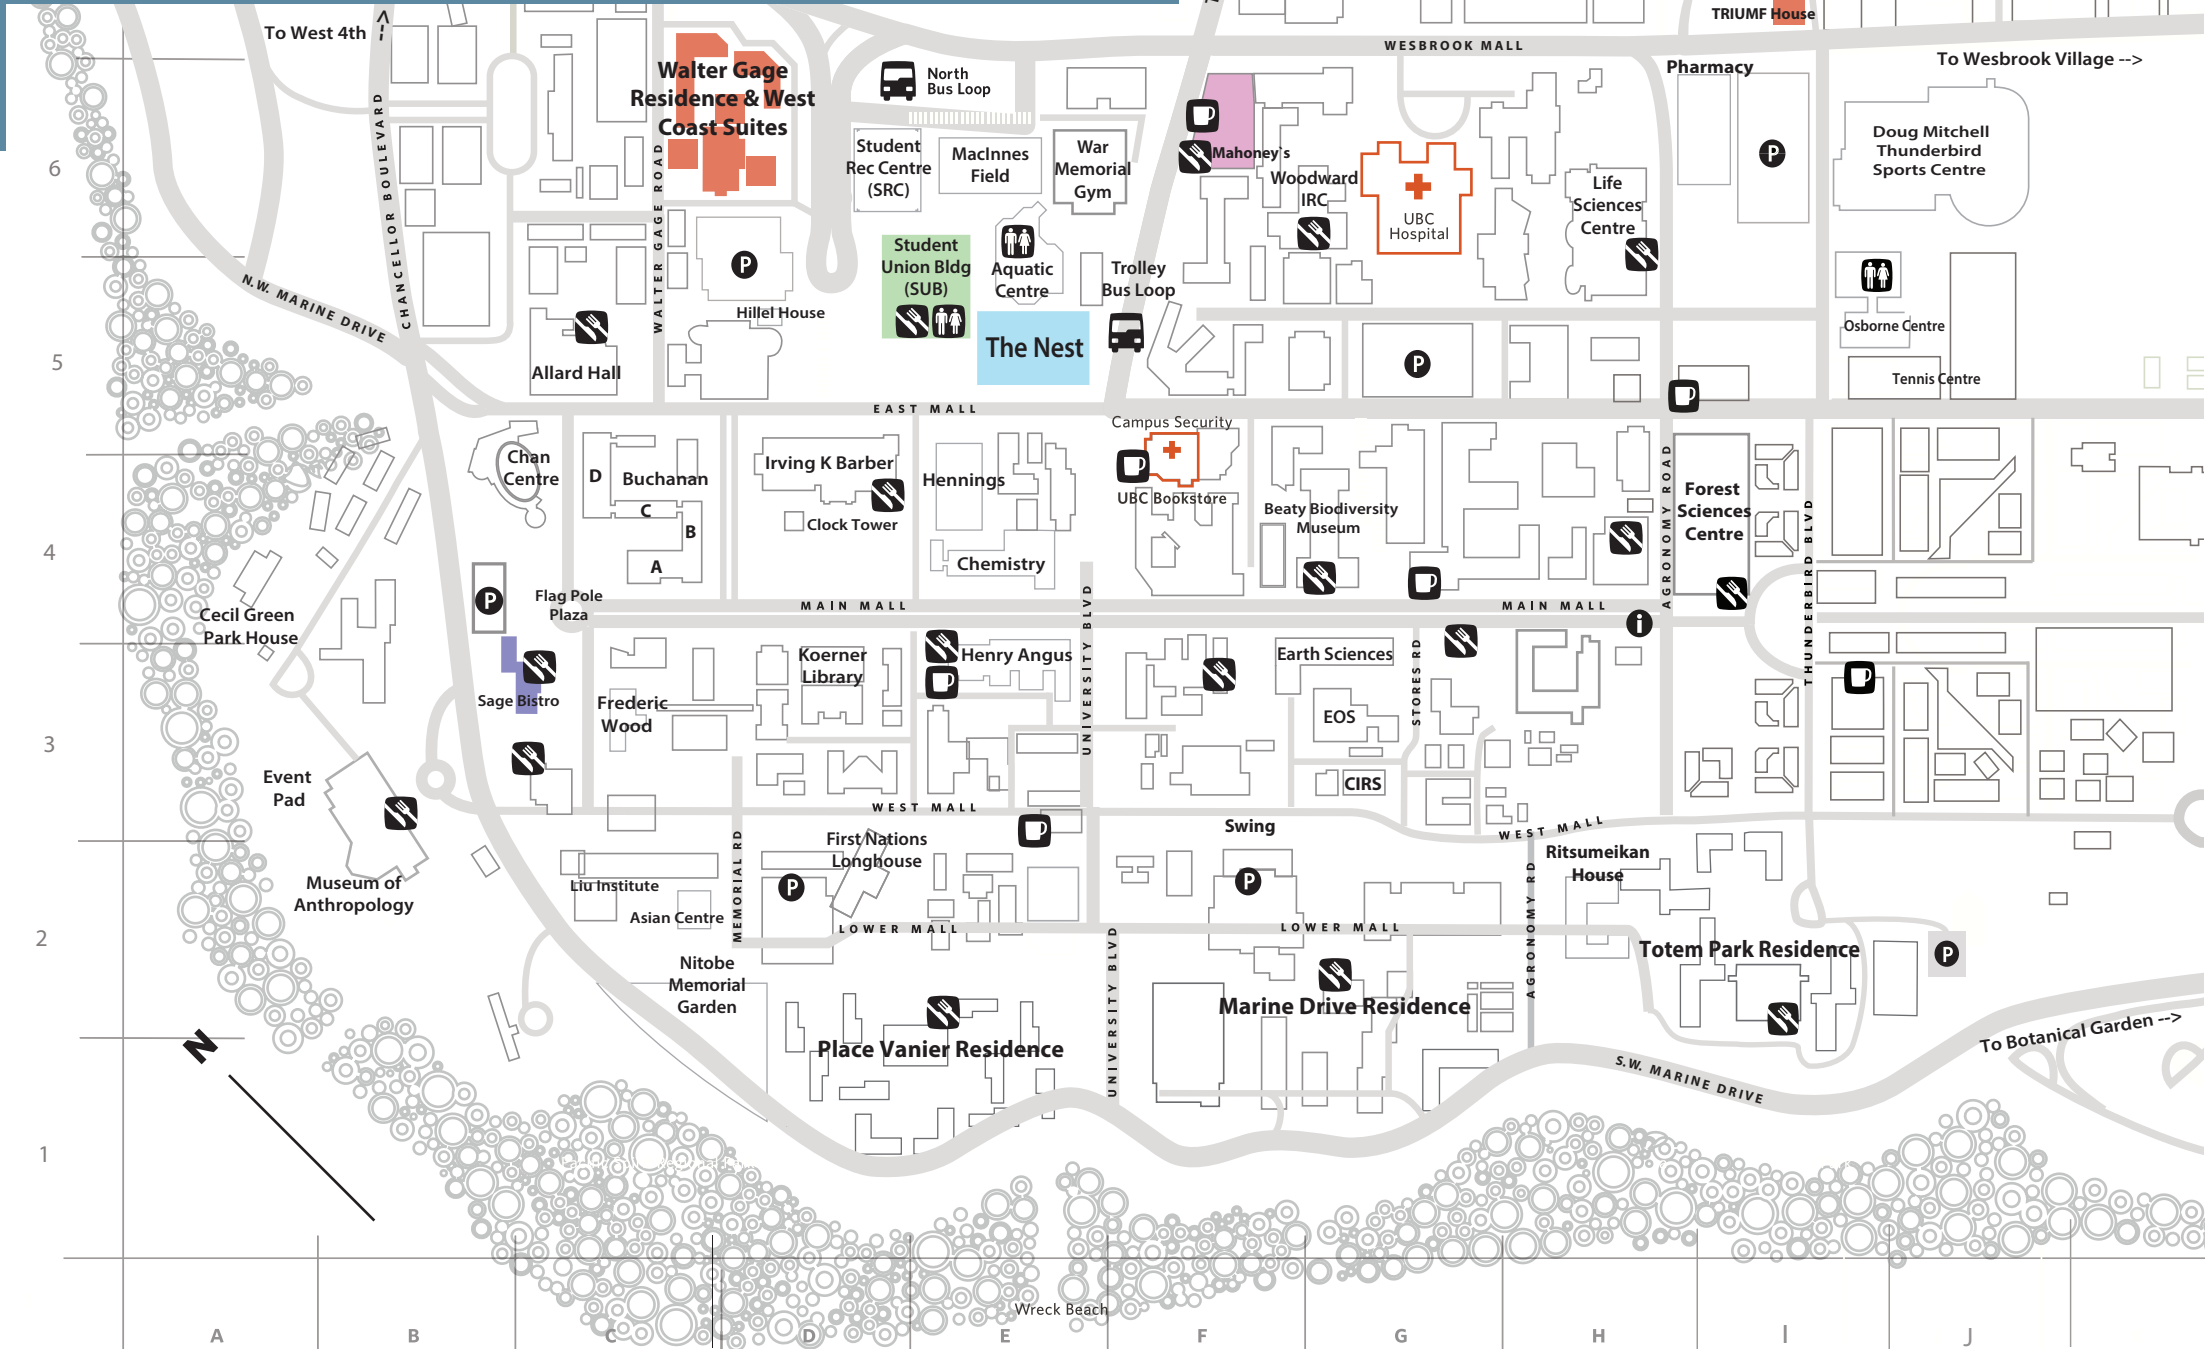 To West 4th -->
TRIUMF House
WESBROOK MALL
To Wesbrook Village -->
Pharmacy
Walter Gage
Residence & West
Coast Suites
North
Bus Loop
CHANCELLOR BOULEVARD
WALTER GAGE ROAD
6
Student
Rec Centre
(SRC)
MacInnes
Field
War
Memorial
Gym
Mahoney`s
Woodward
IRC
UBC
Hospital
Life
Sciences
Centre
P
Doug Mitchell
Thunderbird
Sports Centre
N.W. MARINE DRIVE
P
Hillel House
Student
Union Bldg
(SUB)
Aquatic
Centre
Trolley
Bus Loop
Osborne Centre
5
Allard Hall
The Nest
P
Tennis Centre
EAST MALL
Campus Security
UBC Bookstore
Chan
Centre
D
Buchanan
C
B
A
Irving K Barber
Clock Tower
Hennings
Chemistry
Beaty Biodiversity
Museum
AGRONOMY ROAD
Forest
Sciences
Centre
THUNDERBIRD BLVD
4
P
Flag Pole
Plaza
Cecil Green
Park House
MAIN MALL
MAIN MALL
i
UNIVERSITY BLVD
Sage Bistro
Frederic
Wood
Koerner
Library
Henry Angus
Earth Sciences
STORES RD
EOS
CIRS
3
Event
Pad
WEST MALL
WEST MALL
Museum of
Anthropology
MEMORIAL RD
First Nations
Longhouse
Swing
Ritsumeikan
House
Liu Institute
Asian Centre
P
P
AGRONOMY RD
2
LOWER MALL
LOWER MALL
Totem Park Residence
P
Nitobe
Memorial
Garden
UNIVERSITY BLVD
Marine Drive Residence
Place Vanier Residence
N
To Botanical Garden -->
S.W. MARINE DRIVE
1
Wreck Beach
A
B
C
D
E
F
G
H
I
J